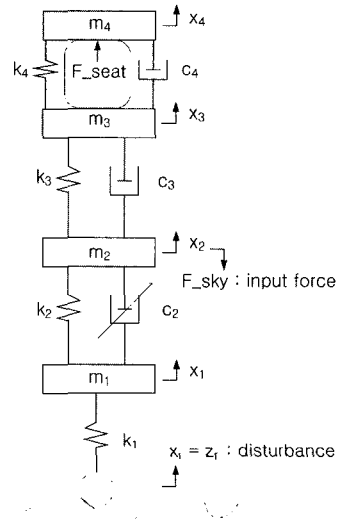 m₄
x₄
k₄
F_seat
c₄
m₃
x₃
k₃
c₃
m₂
x₂
F_sky : input force
k₂
c₂
m₁
x₁
k₁
xᵢ = zᵣ : disturbance